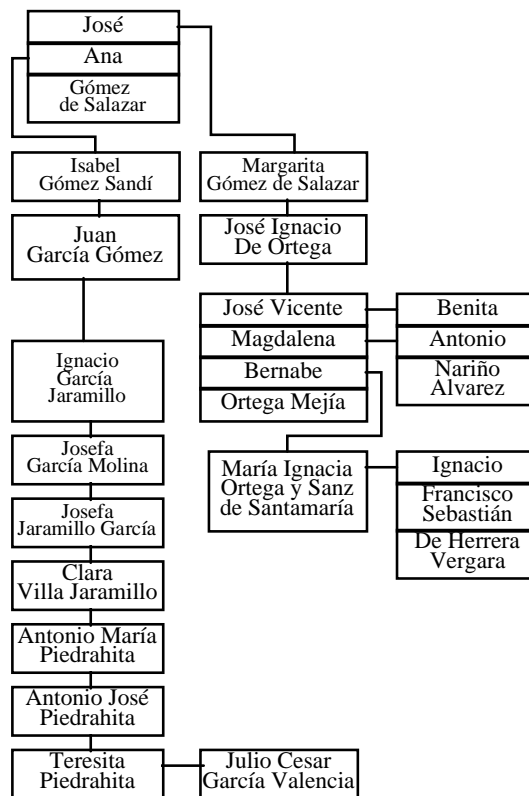 José
Ana
Gómez
de Salazar
Isabel
Gómez Sandí
Margarita
Gómez de Salazar
Juan
García Gómez
José Ignacio
De Ortega
José Vicente
Benita
Magdalena
Antonio
Bernabe
Nariño
Alvarez
Ortega Mejía
Ignacio
García
Jaramillo
Josefa
García Molina
María Ignacia
Ortega y Sanz
de Santamaría
Ignacio
Francisco
Sebastián
De Herrera
Vergara
Josefa
Jaramillo García
Clara
Villa Jaramillo
Antonio María
Piedrahita
Antonio José
Piedrahita
Teresita
Piedrahita
Julio Cesar
García Valencia